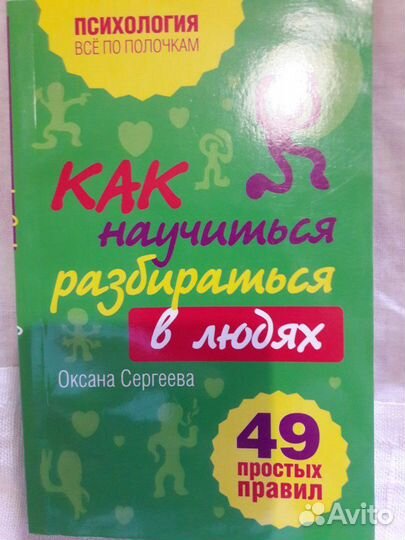 ПСИХОЛОГИЯ
ВСЁ ПО ПОЛОЧКАМ
КАК
научиться
разбираться
в людях
Оксана Сергеева
49
простых
правил
Avito